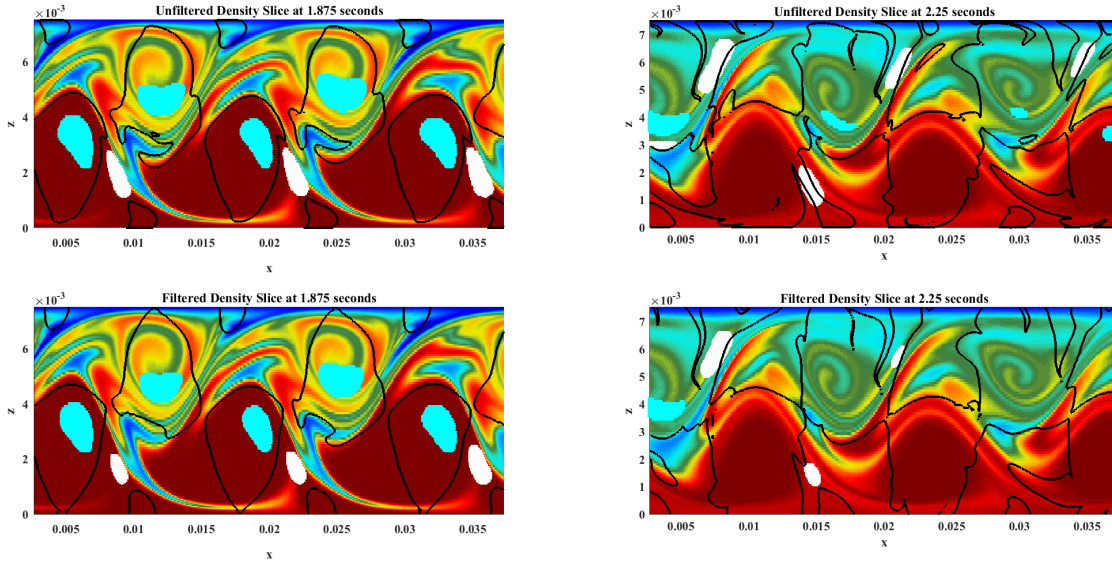 Unfiltered Density Slice at 1.875 seconds
×10⁻³
6
4
2
0
z
0.005 0.01 0.015 0.02 0.025 0.03 0.035
x
Unfiltered Density Slice at 2.25 seconds
×10⁻³
7
6
5
4
3
2
1
0
z
0.005 0.01 0.015 0.02 0.025 0.03 0.035
x
Filtered Density Slice at 1.875 seconds
×10⁻³
6
4
2
0
z
0.005 0.01 0.015 0.02 0.025 0.03 0.035
x
Filtered Density Slice at 2.25 seconds
×10⁻³
7
6
5
4
3
2
1
0
z
0.005 0.01 0.015 0.02 0.025 0.03 0.035
x